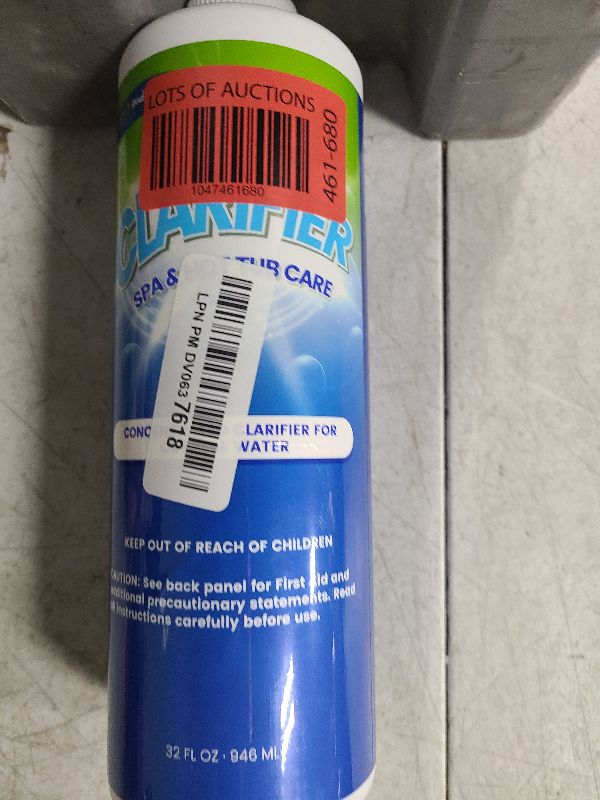 LOTS OF AUCTIONS
1047461680
461-680
CLARIFIER
SPA & TUB CARE
LPN PM DV063 7618
CLARIFIER FOR
WATER
KEEP OUT OF REACH OF CHILDREN
CAUTION: See back panel for First Aid and
additional precautionary statements. Read
all instructions carefully before use.
32 FL OZ · 946 ML